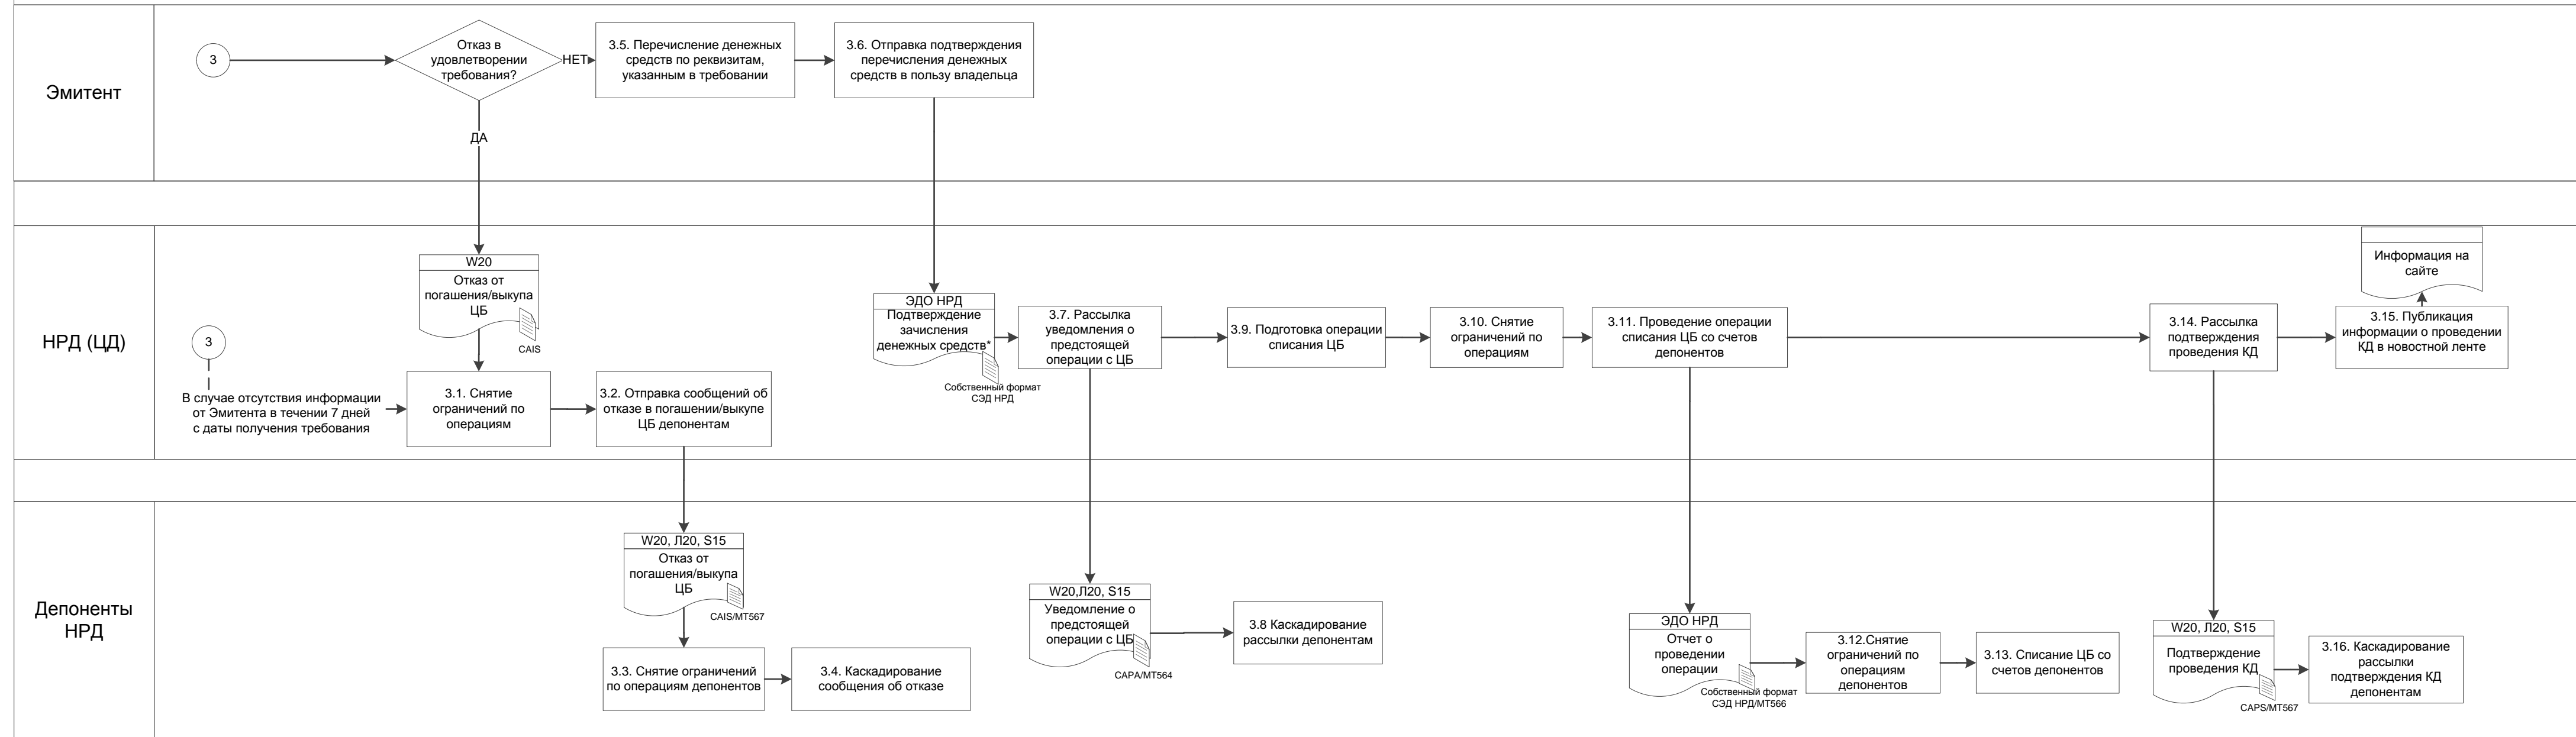 Эмитент
3
Отказ в
удовлетворении
требования?
НЕТ
ДА
3.5. Перечисление денежных
средств по реквизитам,
указанным в требовании
3.6. Отправка подтверждения
перечисления денежных
средств в пользу владельца
НРД (ЦД)
3
В случае отсутствия информации
от Эмитента в течении 7 дней
с даты получения требования
W20
Отказ от
погашения/выкупа
ЦБ
CAIS
3.1. Снятие
ограничений по
операциям
3.2. Отправка сообщений об
отказе в погашении/выкупе
ЦБ депонентам
ЭДО НРД
Подтверждение
зачисления
денежных средств*
Собственный формат
СЭД НРД
3.7. Рассылка
уведомления о
предстоящей
операции с ЦБ
3.9. Подготовка операции
списания ЦБ
3.10. Снятие
ограничений по
операциям
3.11. Проведение операции
списания ЦБ со счетов
депонентов
3.14. Рассылка
подтверждения
проведения КД
Информация на
сайте
3.15. Публикация
информации о проведении
КД в новостной ленте
Депоненты
НРД
W20, Л20, S15
Отказ от
погашения/выкупа
ЦБ
CAIS/MT567
3.3. Снятие ограничений
по операциям депонентов
3.4. Каскадирование
сообщения об отказе
W20,Л20, S15
Уведомление о
предстоящей
операции с ЦБ
CAPA/MT564
3.8 Каскадирование
рассылки депонентам
ЭДО НРД
Отчет о
проведении
операции
Собственный формат
СЭД НРД/MT566
3.12.Снятие
ограничений по
операциям
депонентов
3.13. Списание ЦБ со
счетов депонентов
W20, Л20, S15
Подтверждение
проведения КД
CAPS/MT567
3.16. Каскадирование
рассылки
подтверждения КД
депонентам